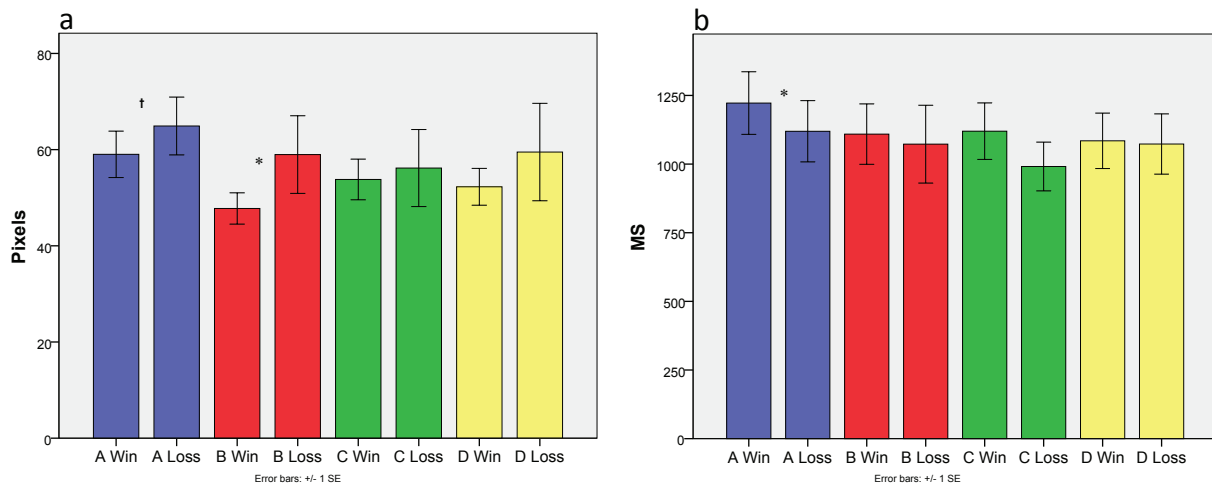 a
80
60
40
20
0
Pixels
†
*
A Win A Loss B Win B Loss C Win C Loss D Win D Loss
Error bars: +/- 1 SE
b
1250
1000
750
500
250
0
MS
*
A Win A Loss B Win B Loss C Win C Loss D Win D Loss
Error bars: +/- 1 SE